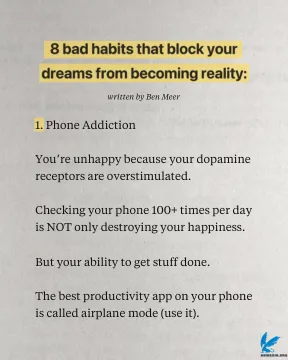 8 bad habits that block your
dreams from becoming reality:
written by Ben Meer
1. Phone Addiction
You're unhappy because your dopamine
receptors are overstimulated.
Checking your phone 100+ times per day
is NOT only destroying your happiness.
But your ability to get stuff done.
The best productivity app on your phone
is called airplane mode (use it).